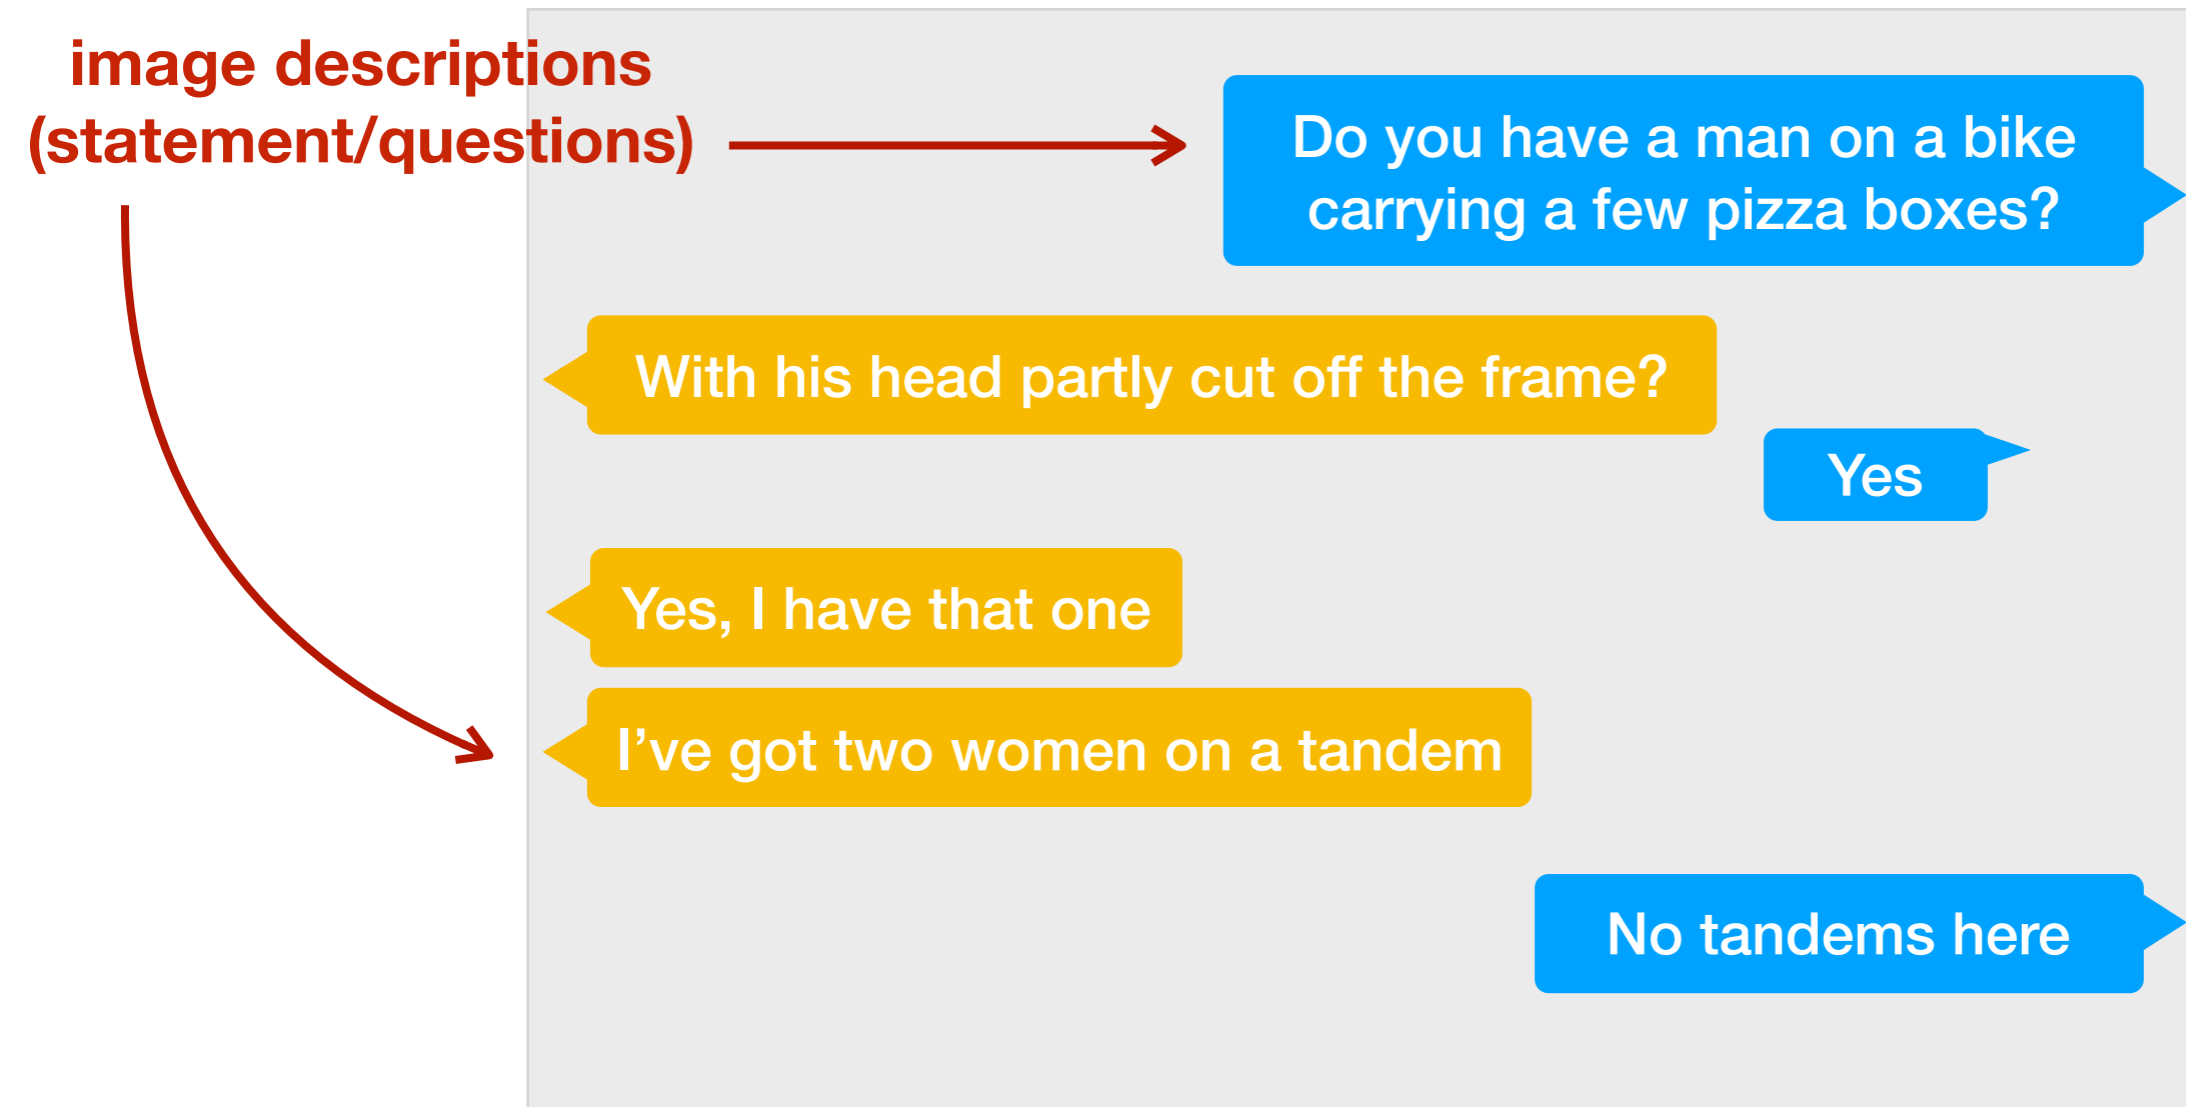 image descriptions
(statement/questions)
Do you have a man on a bike
carrying a few pizza boxes?
With his head partly cut off the frame?
Yes
Yes, I have that one
I’ve got two women on a tandem
No tandems here